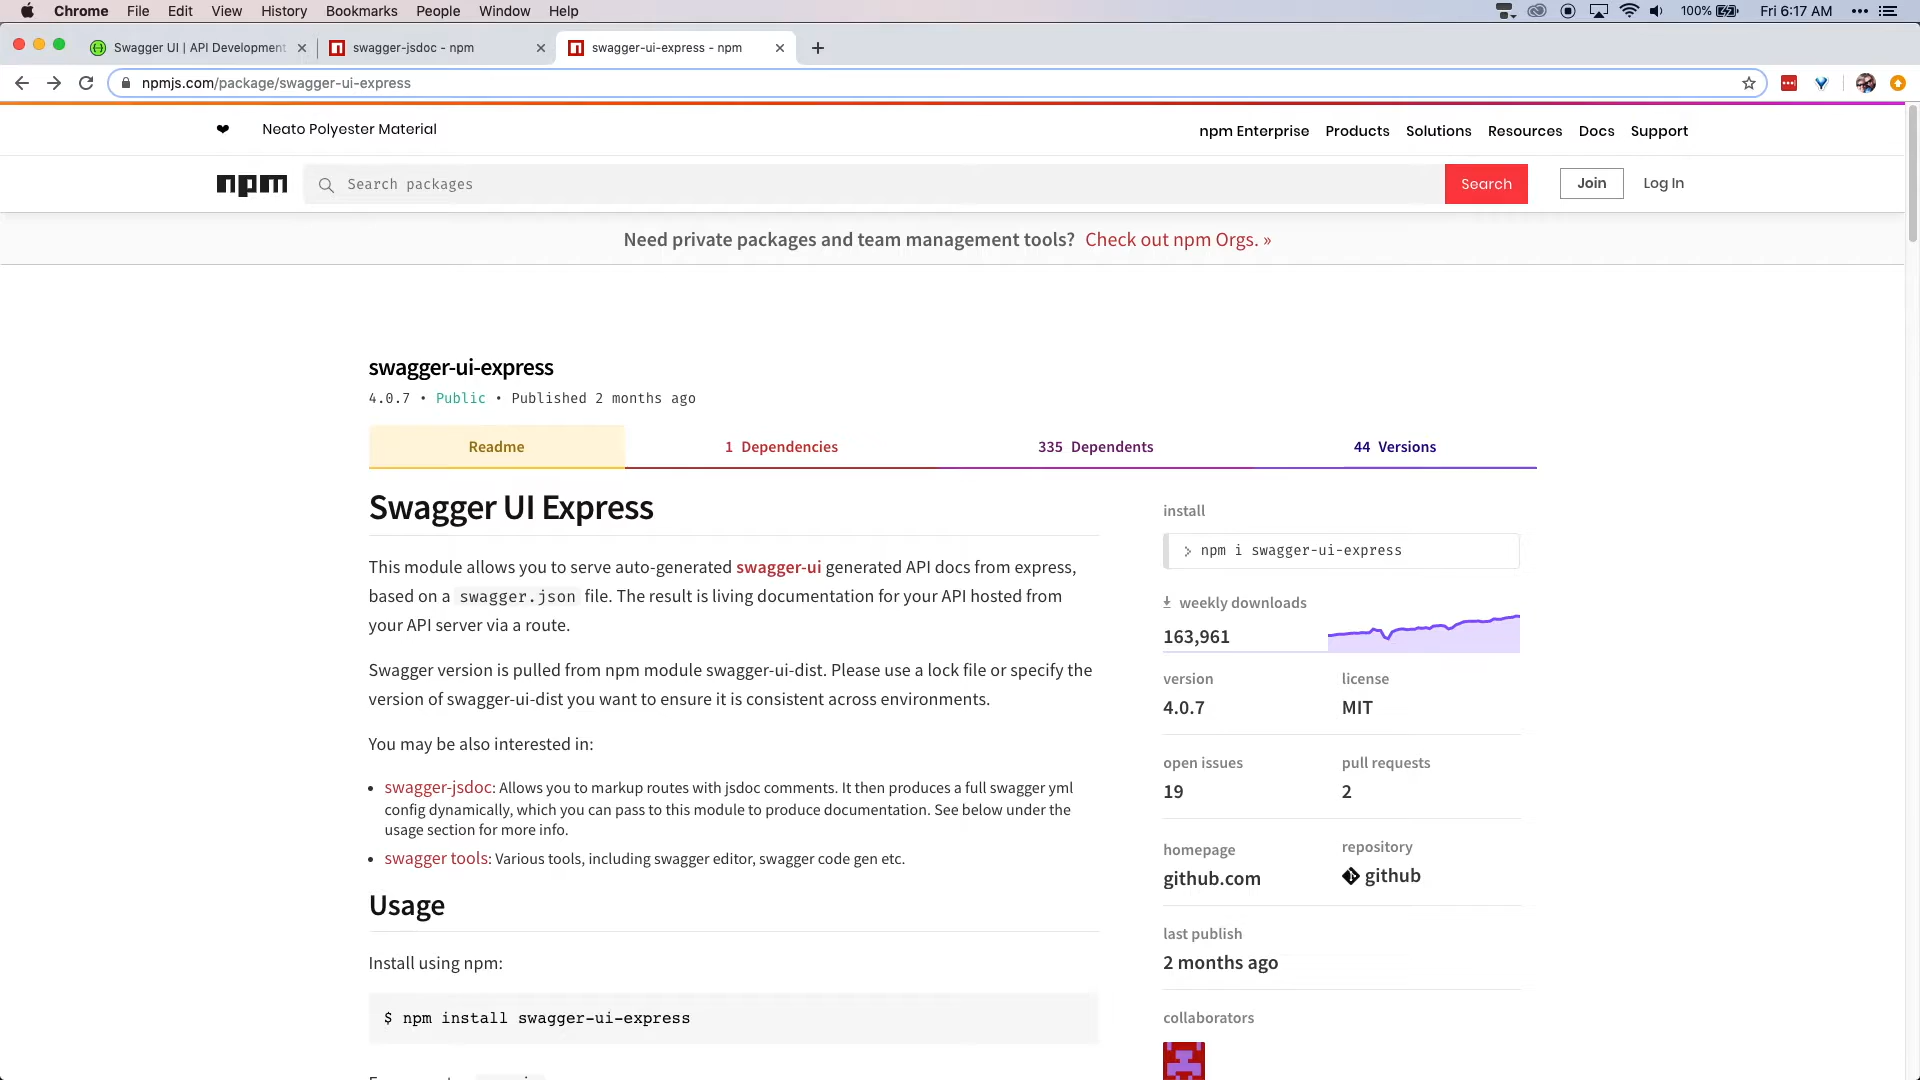 Chrome File Edit View History Bookmarks People Window Help 100% Fri 6:17 AM
Swagger UI | API Development swagger-jsdoc - npm swagger-ui-express - npm
npmjs.com/package/swagger-ui-express
❤ Neato Polyester Material npm Enterprise Products Solutions Resources Docs Support
npm Search packages Search Join Log In
Need private packages and team management tools? Check out npm Orgs. »
swagger-ui-express
4.0.7 • Public • Published 2 months ago
Readme 1 Dependencies 335 Dependents 44 Versions
Swagger UI Express
This module allows you to serve auto-generated swagger-ui generated API docs from express,
based on a swagger.json file. The result is living documentation for your API hosted from
your API server via a route.
Swagger version is pulled from npm module swagger-ui-dist. Please use a lock file or specify the
version of swagger-ui-dist you want to ensure it is consistent across environments.
You may be also interested in:
• swagger-jsdoc: Allows you to markup routes with jsdoc comments. It then produces a full swagger yml
config dynamically, which you can pass to this module to produce documentation. See below under the
usage section for more info.
• swagger tools: Various tools, including swagger editor, swagger code gen etc.
Usage
Install using npm:
$ npm install swagger-ui-express
install
> npm i swagger-ui-express
weekly downloads
163,961
version license
4.0.7 MIT
open issues pull requests
19 2
homepage repository
github.com github
last publish
2 months ago
collaborators